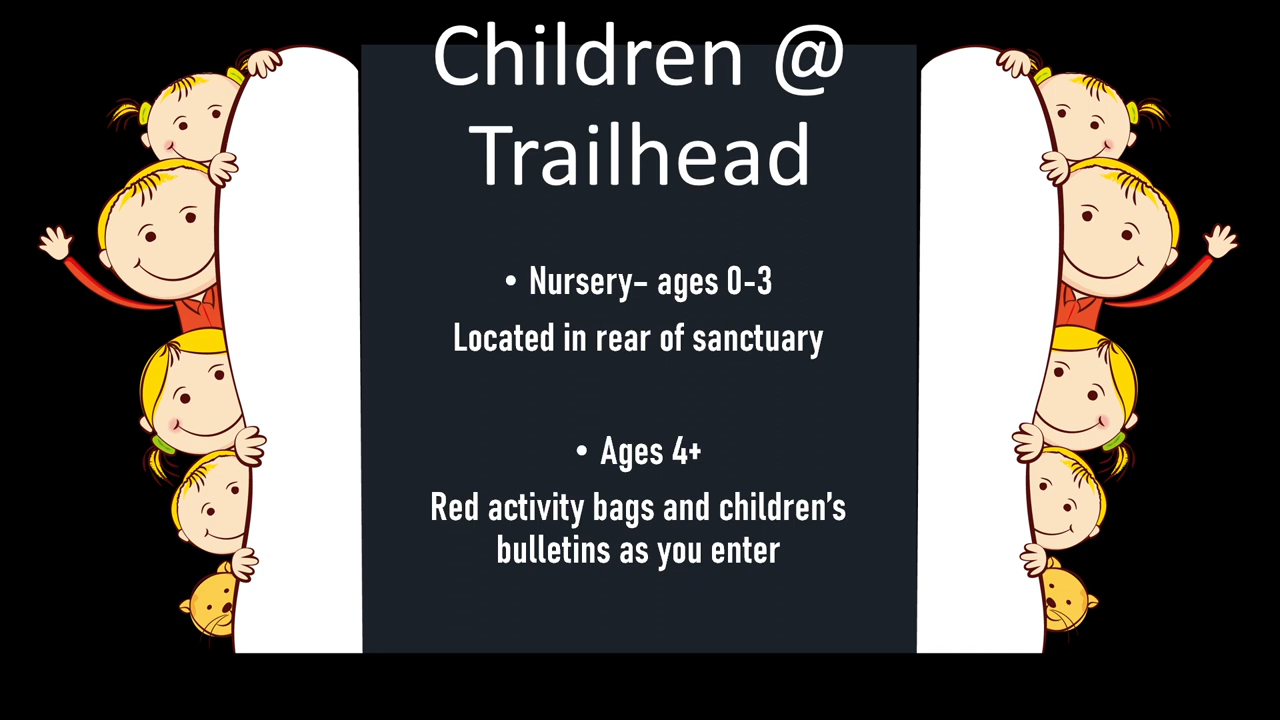 Children @
Trailhead
• Nursery– ages 0-3
Located in rear of sanctuary
• Ages 4+
Red activity bags and children’s
bulletins as you enter